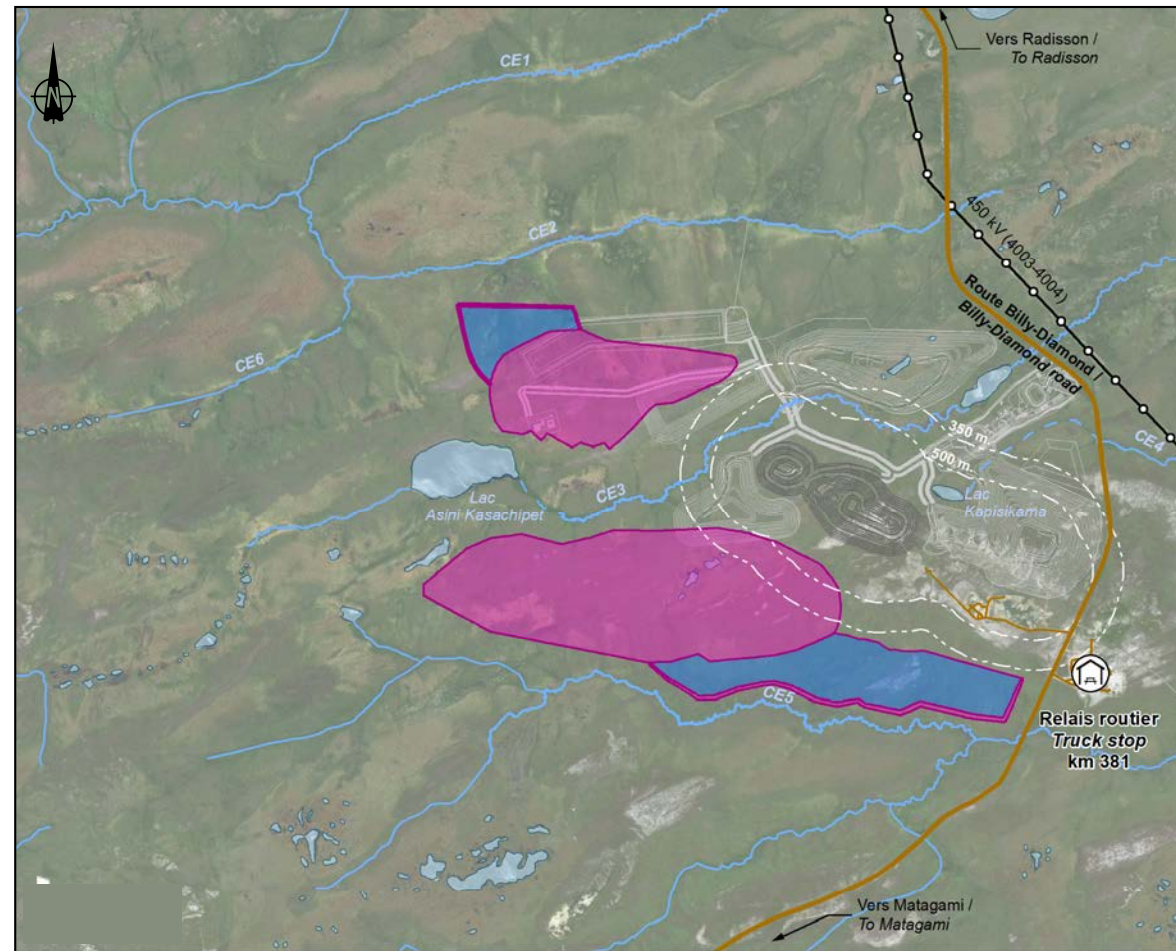 N
Vers Radisson /
To Radisson
CE1
CE2
450 kV (4003-4004)
Route Billy-Diamond /
Billy-Diamond road
CE6
350 m.
500 m.
CE4
Lac
Asini Kasachipet
CE3
Lac
Kapisikama
CE5
Relais routier
Truck stop
km 381
Vers Matagami /
To Matagami